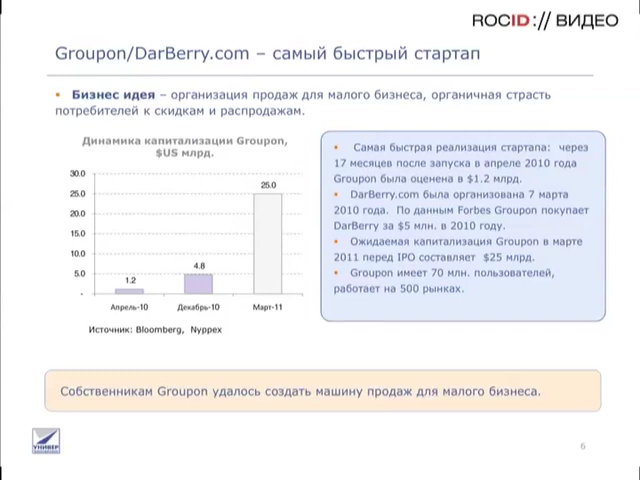 ROCID:// ВИДЕО
Groupon/DarBerry.com – самый быстрый стартап
▪ Бизнес идея – организация продаж для малого бизнеса, органичная страсть
потребителей к скидкам и распродажам.
Динамика капитализации Groupon,
$US млрд.
30.0
25.0
20.0
15.0
10.0
5.0
-
1.2
4.8
25.0
Апрель-10 Декабрь-10 Март-11
Источник: Bloomberg, Nyppex
▪ Самая быстрая реализация стартапа: через
17 месяцев после запуска в апреле 2010 года
Groupon была оценена в $1.2 млрд.
▪ DarBerry.com была организована 7 марта
2010 года. По данным Forbes Groupon покупает
DarBerry за $5 млн. в 2010 году.
▪ Ожидаемая капитализация Groupon в марте
2011 перед IPO составляет $25 млрд.
▪ Groupon имеет 70 млн. пользователей,
работает на 500 рынках.
Собственникам Groupon удалось создать машину продаж для малого бизнеса.
УНИВЕР
6